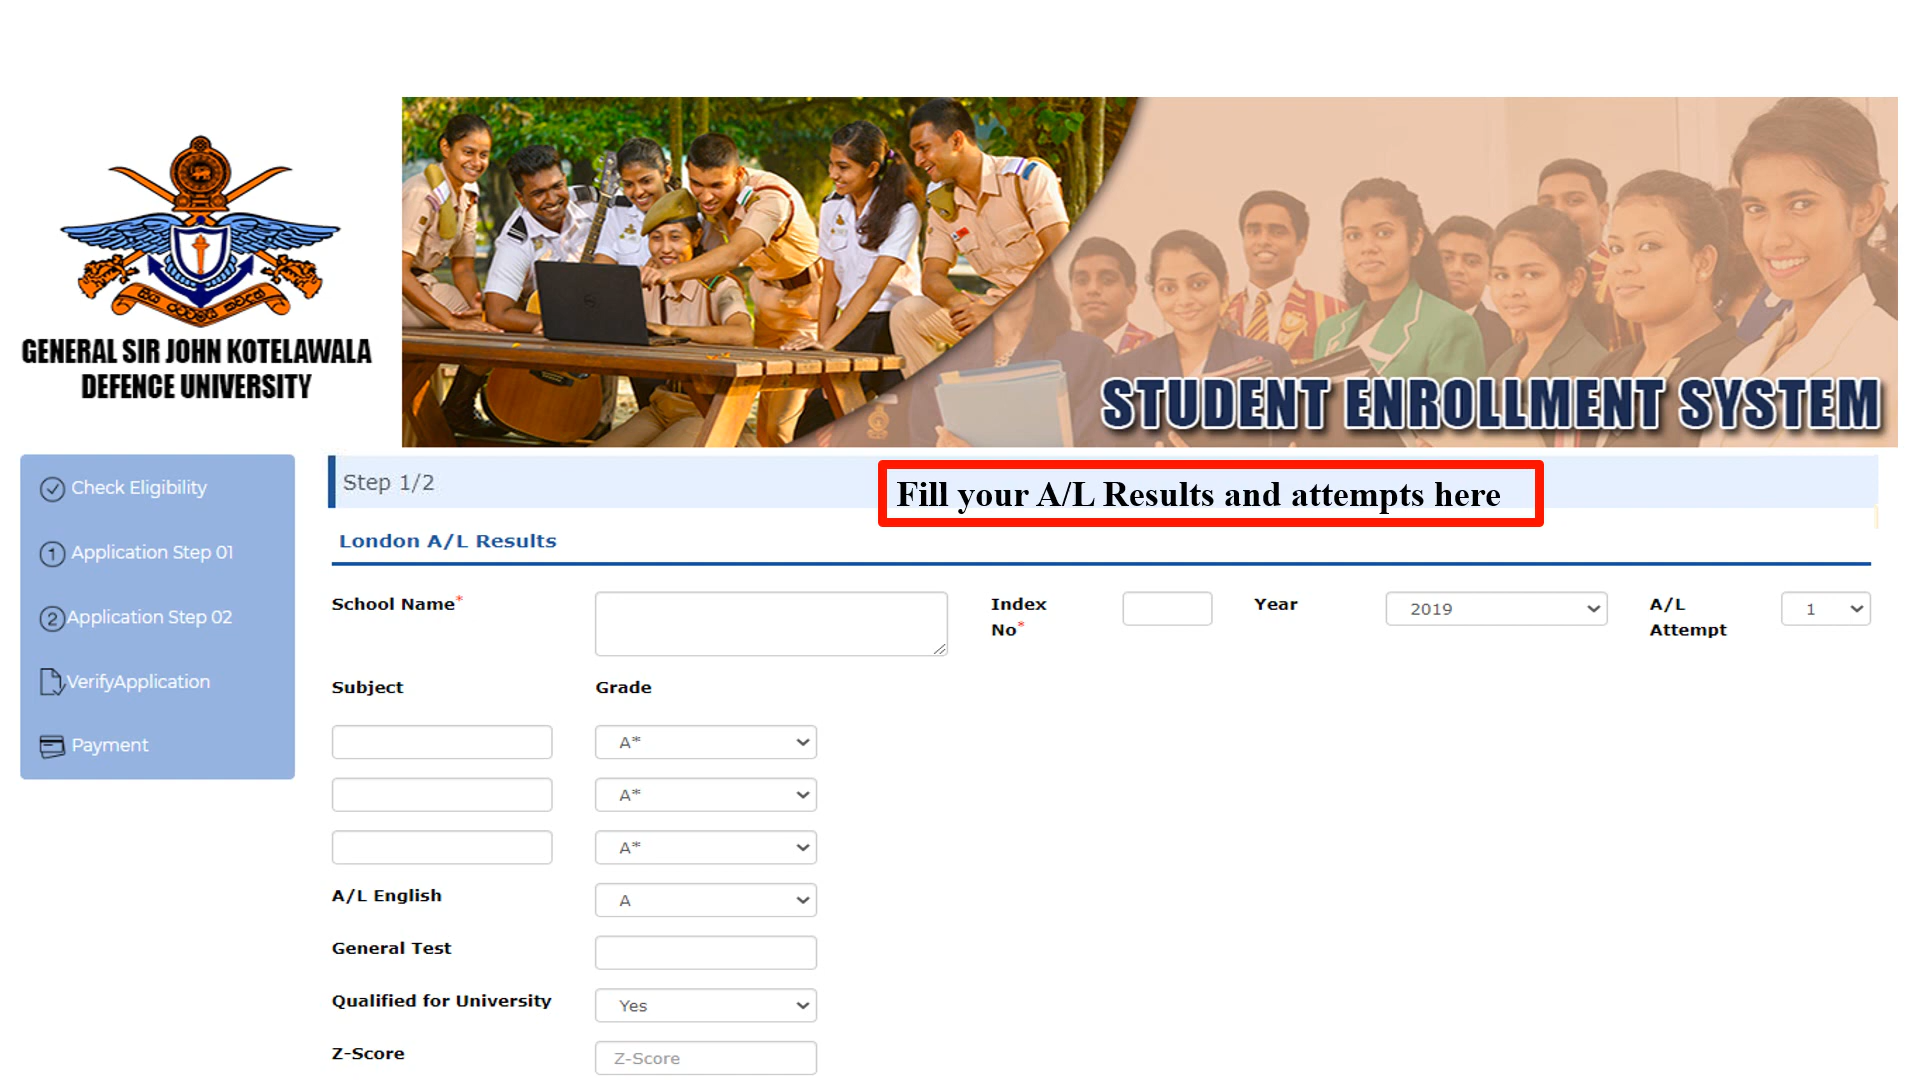 GENERAL SIR JOHN KOTELAWALA
DEFENCE UNIVERSITY
STUDENT ENROLLMENT SYSTEM
Check Eligibility
1 Application Step 01
2 Application Step 02
VerifyApplication
Payment
Step 1/2
Fill your A/L Results and attempts here
London A/L Results
School Name*
Index No*
Year
2019
A/L Attempt
1
Subject
Grade
A*
A*
A*
A/L English
A
General Test
Qualified for University
Yes
Z-Score
Z-Score